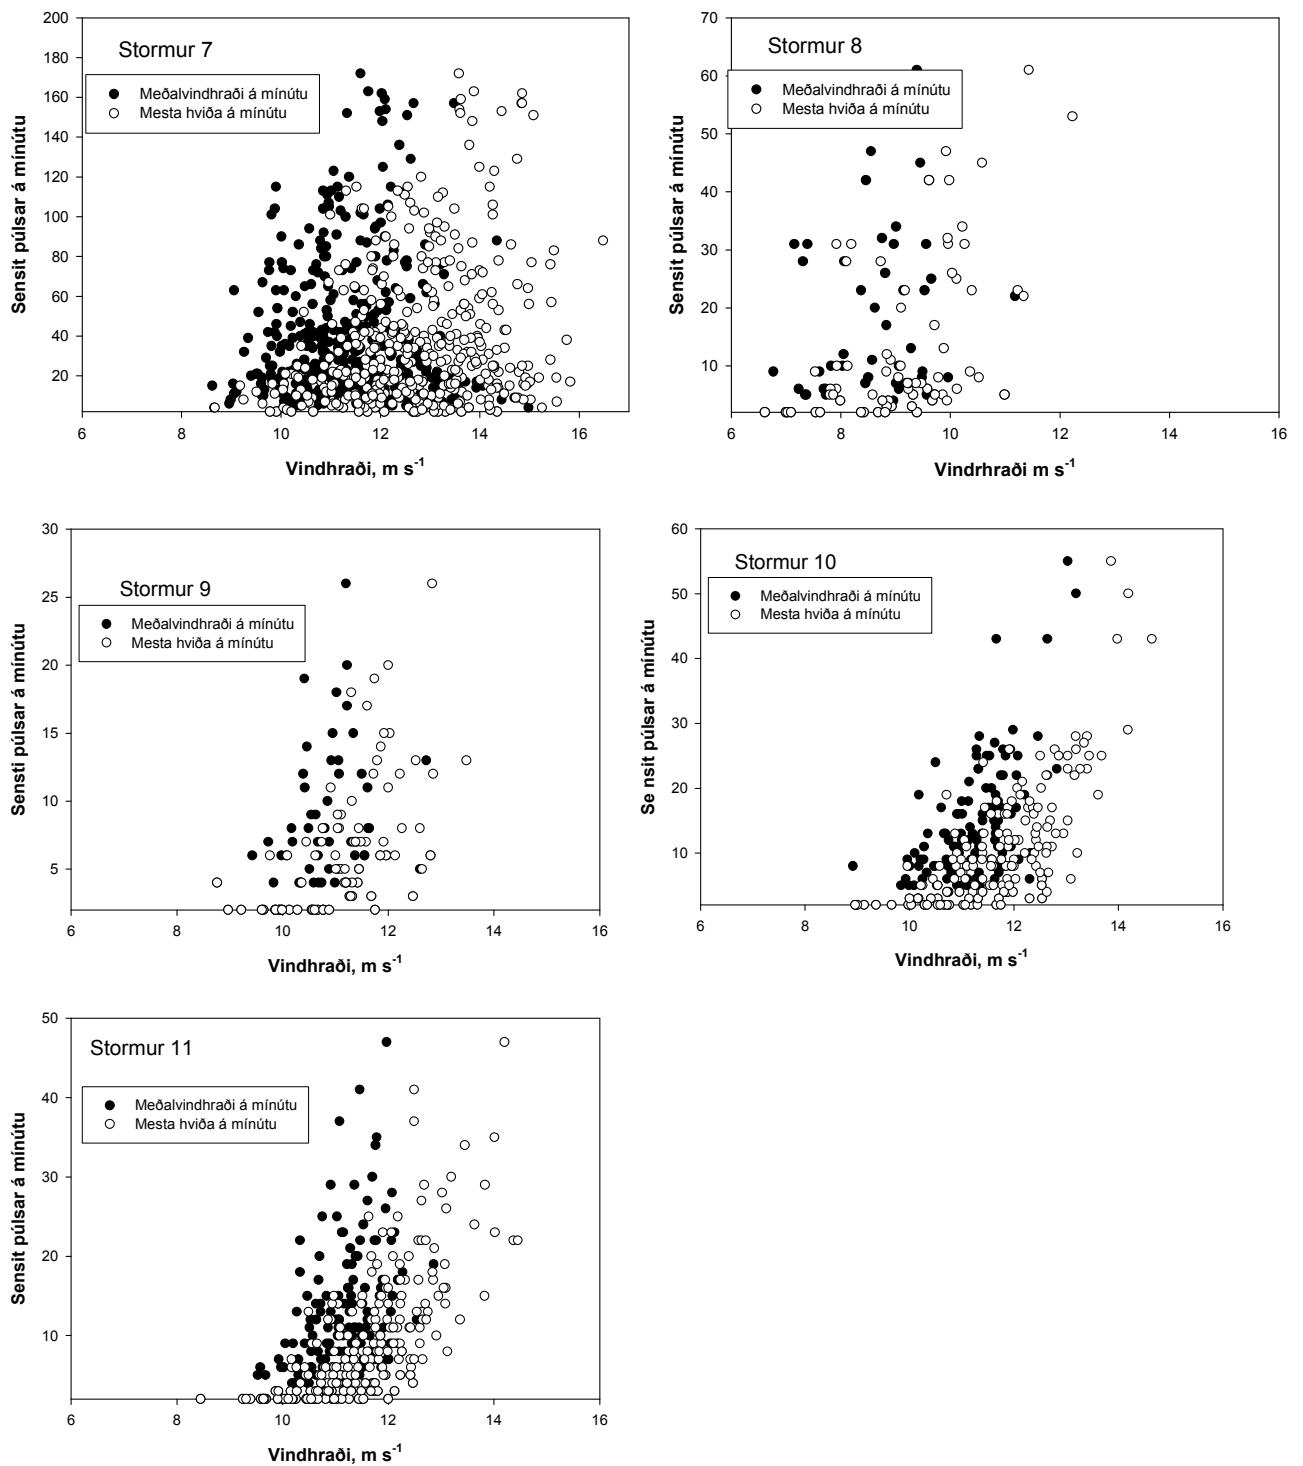 Stormur 7
Meðalvindhraði á mínútu
Mesta hviða á mínútu
Sensit púlsar á mínútu
200
180
160
140
120
100
80
60
40
20
6 8 10 12 14 16
Vindhraði, m s-1
Stormur 8
Meðalvindhraði á mínútu
Mesta hviða á mínútu
Sensit púlsar á mínútu
70
60
50
40
30
20
10
6 8 10 12 14 16
Vindrhraði m s-1
Stormur 9
Meðalvindhraði á mínútu
Mesta hviða á mínútu
Sensti púlsar á mínútu
30
25
20
15
10
5
6 8 10 12 14 16
Vindhraði, m s-1
Stormur 10
Meðalvindhraði á mínútu
Mesta hviða á mínútu
Se nsit púlsar á mínútu
60
50
40
30
20
10
6 8 10 12 14 16
Vindhraði, m s-1
Stormur 11
Meðalvindhraði á mínútu
Mesta hviða á mínútu
Sensit púlsar á mínútu
50
40
30
20
10
6 8 10 12 14 16
Vindhraði, m s-1